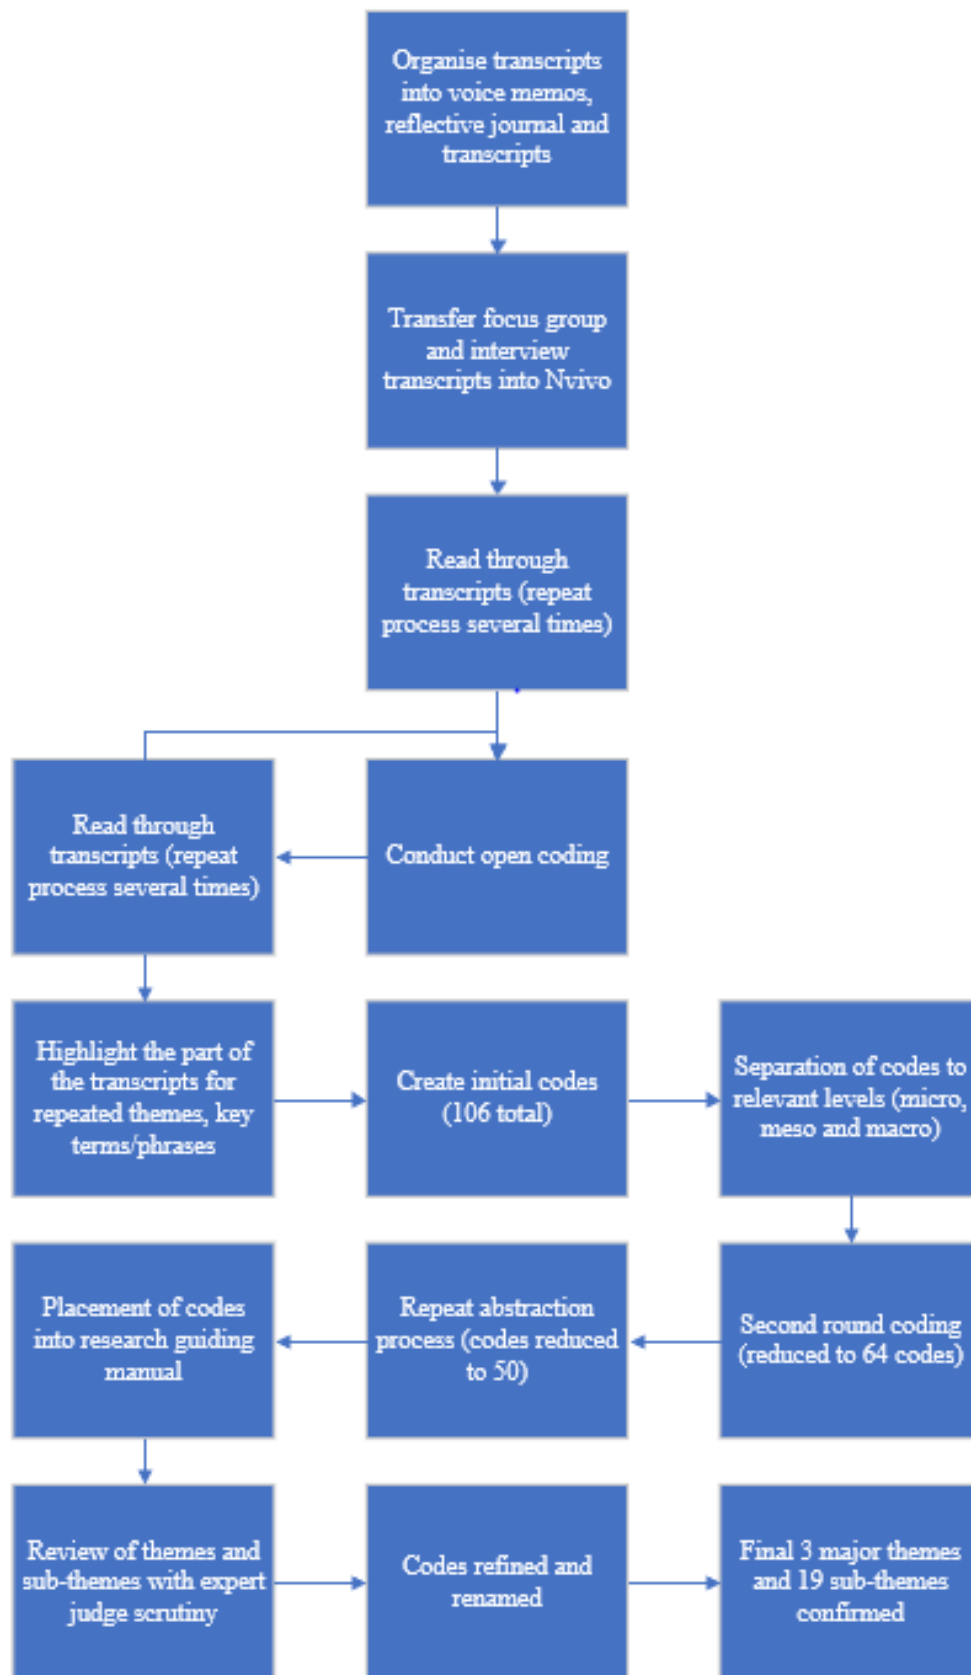 Organise transcripts
into voice memos,
reflective journal and
transcripts
Transfer focus group
and interview
transcripts into Nvivo
Read through
transcripts (repeat
process several times)
Conduct open coding
Read through
transcripts (repeat
process several times)
Highlight the part of
the transcripts for
repeated themes, key
terms/phrases
Create initial codes
(106 total)
Separation of codes to
relevant levels (micro,
meso and macro)
Second round coding
(reduced to 64 codes)
Repeat abstraction
process (codes reduced
to 50)
Placement of codes
into research guiding
manual
Review of themes and
sub-themes with expert
judge scrutiny
Codes refined and
renamed
Final 3 major themes
and 19 sub-themes
confirmed